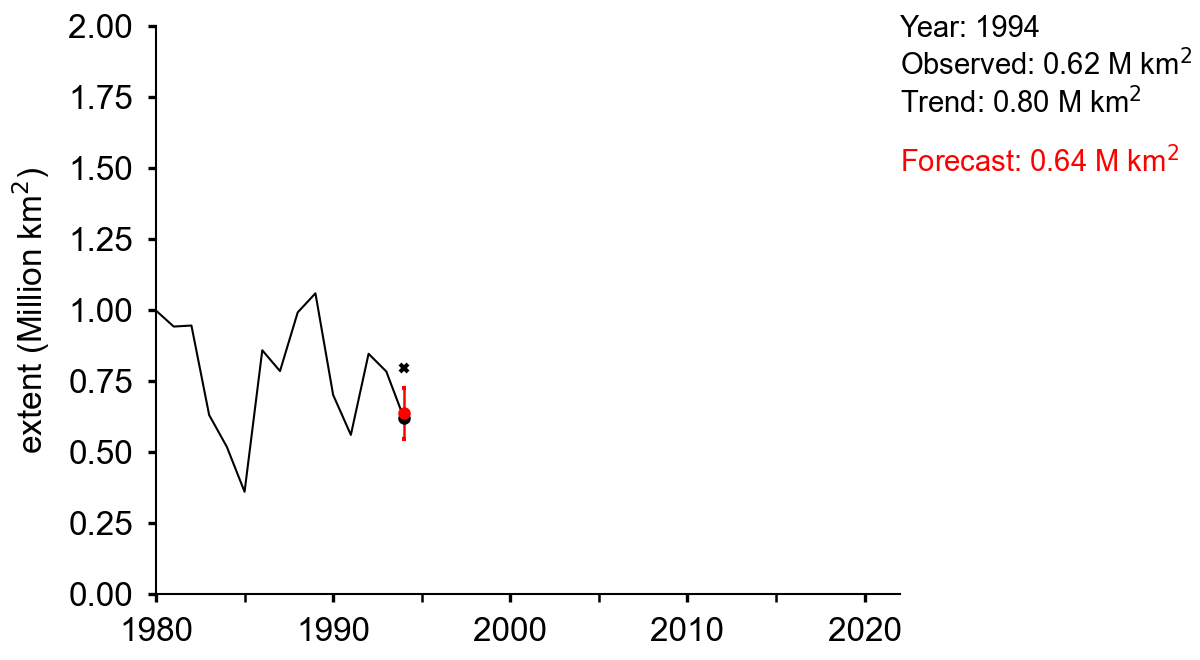 Year: 1994
Observed: 0.62 M km²
Trend: 0.80 M km²
Forecast: 0.64 M km²
extent (Million km²)
2.00
1.75
1.50
1.25
1.00
0.75
0.50
0.25
0.00
1980 1990 2000 2010 2020